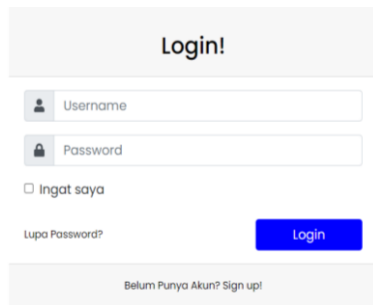 Login!
Username
Password
Ingat saya
Lupa Password? Login
Belum Punya Akun? Sign up!